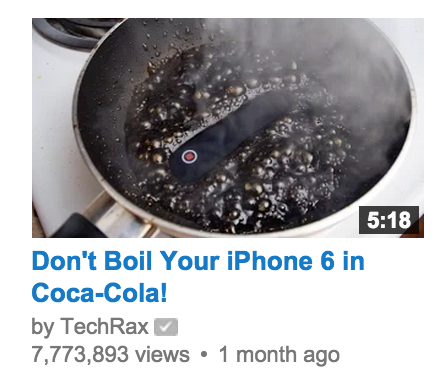 5:18
Don't Boil Your iPhone 6 in
Coca-Cola!
by TechRax
7,773,893 views • 1 month ago